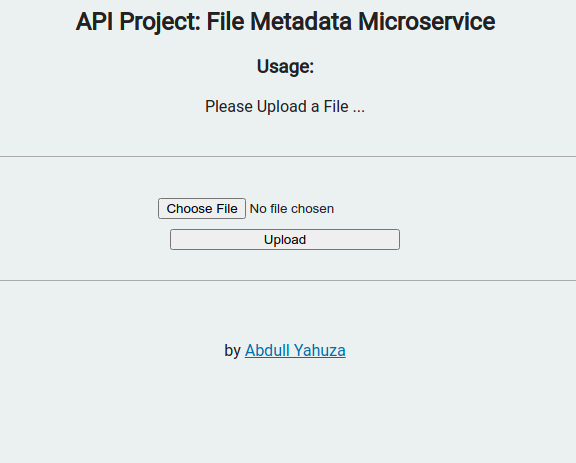 API Project: File Metadata Microservice
Usage:
Please Upload a File ...
Choose File No file chosen
Upload
by Abdull Yahuza